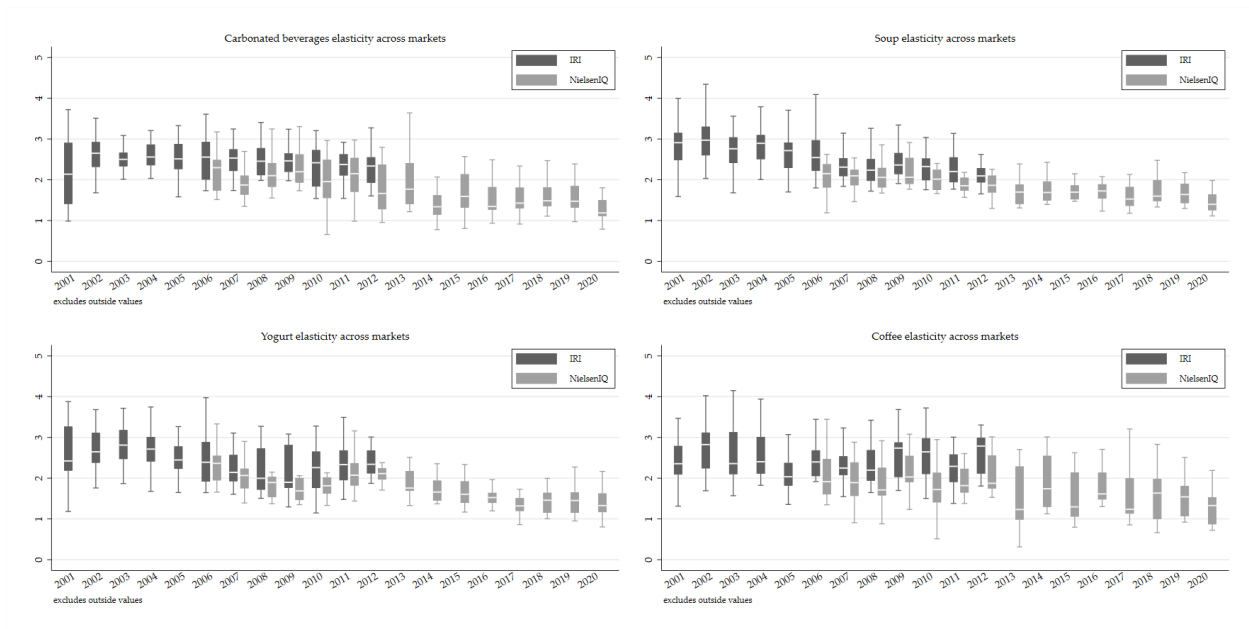 Carbonated beverages elasticity across markets
IRI
NielsenIQ
5
4
3
2
1
0
2001 2002 2003 2004 2005 2006 2007 2008 2009 2010 2011 2012 2013 2014 2015 2016 2017 2018 2019 2020
excludes outside values
Soup elasticity across markets
IRI
NielsenIQ
5
4
3
2
1
0
2001 2002 2003 2004 2005 2006 2007 2008 2009 2010 2011 2012 2013 2014 2015 2016 2017 2018 2019 2020
excludes outside values
Yogurt elasticity across markets
IRI
NielsenIQ
5
4
3
2
1
0
2001 2002 2003 2004 2005 2006 2007 2008 2009 2010 2011 2012 2013 2014 2015 2016 2017 2018 2019 2020
excludes outside values
Coffee elasticity across markets
IRI
NielsenIQ
5
4
3
2
1
0
2001 2002 2003 2004 2005 2006 2007 2008 2009 2010 2011 2012 2013 2014 2015 2016 2017 2018 2019 2020
excludes outside values